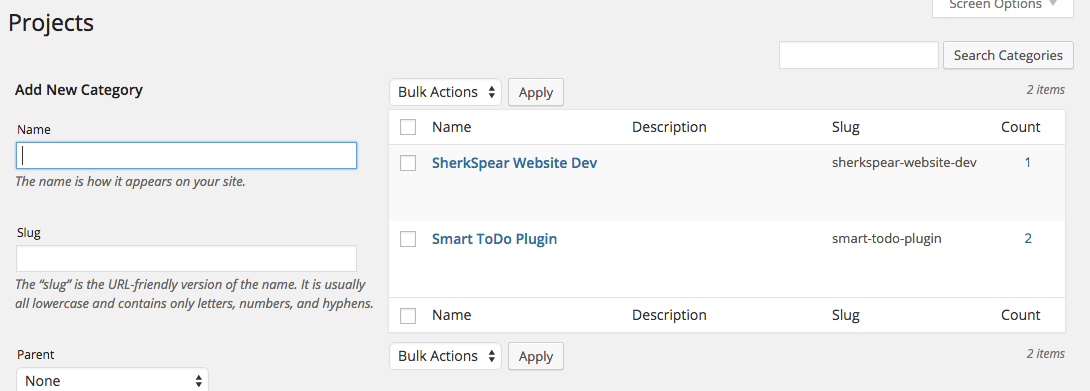 Screen Options
Projects
Search Categories
Add New Category
Name
The name is how it appears on your site.
Slug
The “slug” is the URL-friendly version of the name. It is usually
all lowercase and contains only letters, numbers, and hyphens.
Parent
None
Bulk Actions Apply 2 items
Name Description Slug Count
SherkSpear Website Dev sherkspear-website-dev 1
Smart ToDo Plugin smart-todo-plugin 2
Name Description Slug Count
Bulk Actions Apply 2 items